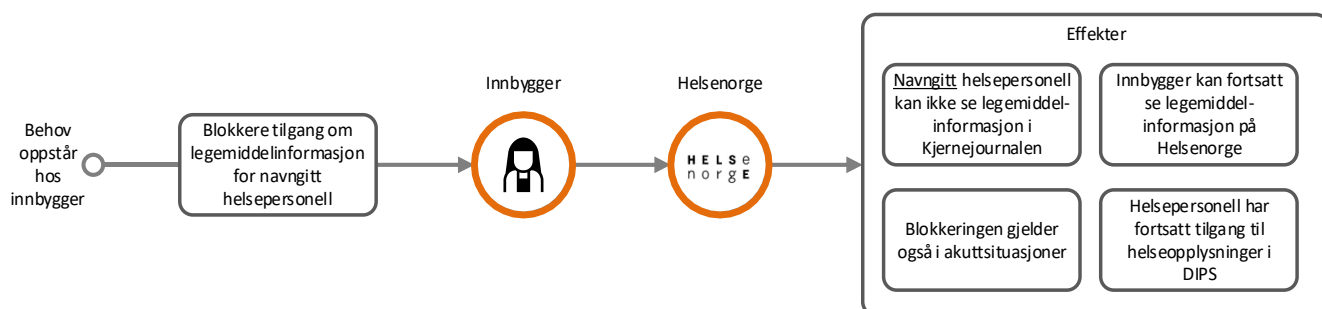 Behov
oppstår
hos
innbygger
Blokkere tilgang om
legemiddelinformasjon
for navngitt
helsepersonell
Innbygger
Helsenorge
HELSe
norgE
Effekter
Navngitt helsepersonell
kan ikke se legemiddel-
informasjon i
Kjernejournalen
Innbygger kan fortsatt
se legemiddel-
informasjon på
Helsenorge
Blokkeringen gjelder
også i akuttsituasjoner
Helsepersonell har
fortsatt tilgang til
helseopplysninger i
DIPS